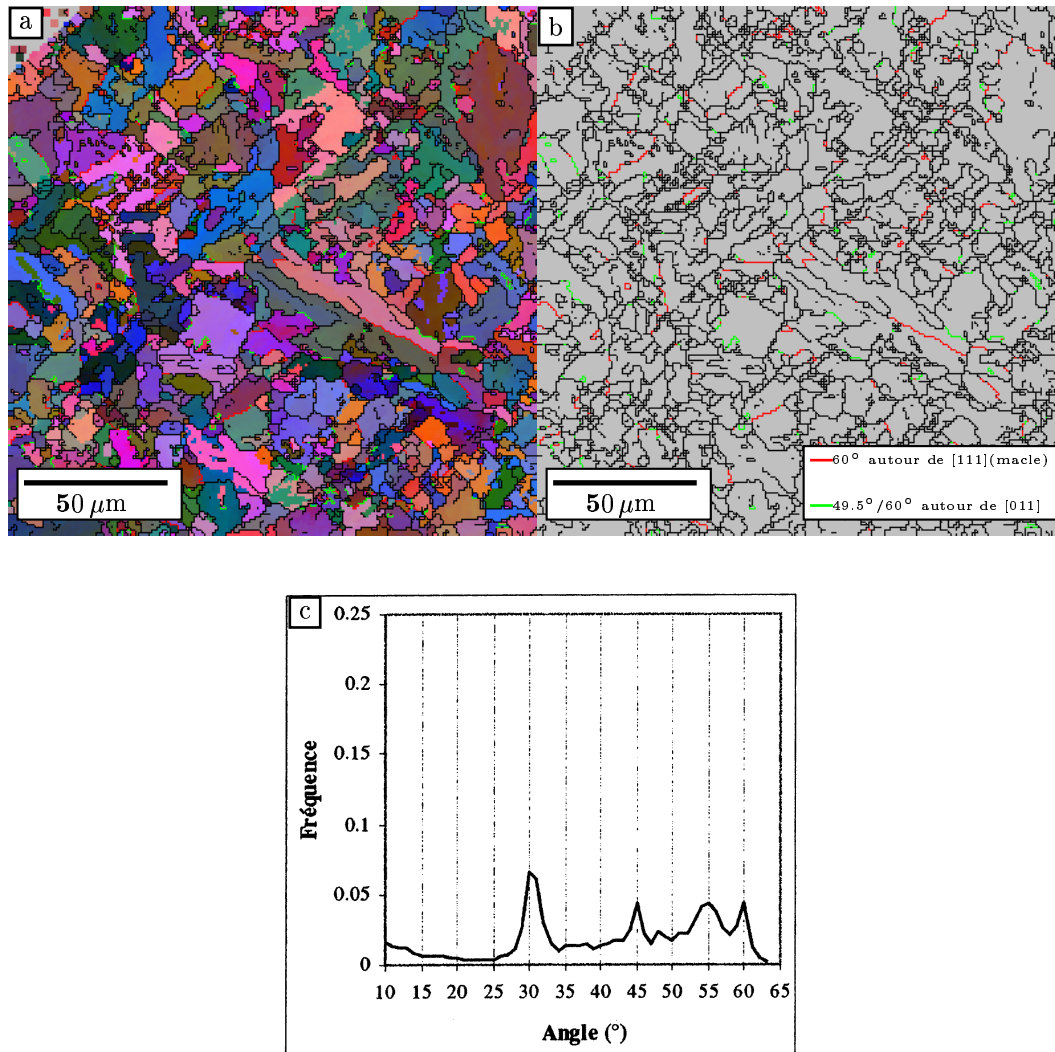 a
b
50 μm
50 μm
60° autour de [111](macle)
49.5°/60° autour de [011]
c
0.25
0.2
0.15
0.1
0.05
0
Fréquence
10 15 20 25 30 35 40 45 50 55 60 65
Angle (°)